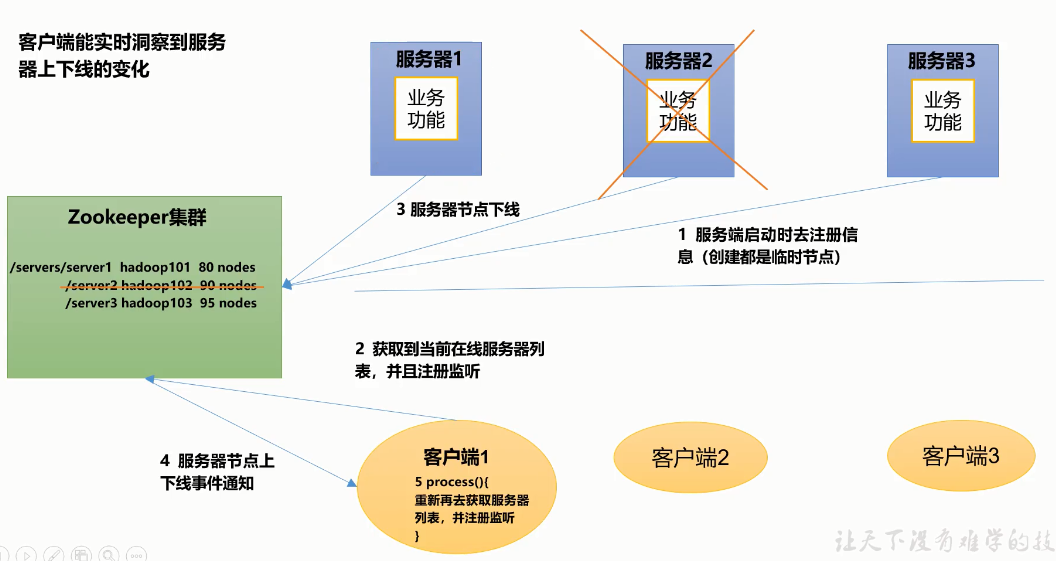 客户端能实时洞察到服务
器上下线的变化
服务器1
业务
功能
服务器2
业务
功能
服务器3
业务
功能
3 服务器节点下线
1 服务端启动时去注册信
息（创建都是临时节点）
Zookeeper集群
/servers/server1 hadoop101 80 nodes
/server2 hadoop102 90 nodes
/server3 hadoop103 95 nodes
2 获取到当前在线服务器列
表，并且注册监听
4 服务器节点上
下线事件通知
客户端1
5 process(){
重新再去获取服务器
列表，并注册监听
}
客户端2
客户端3
让天下没有难学的技